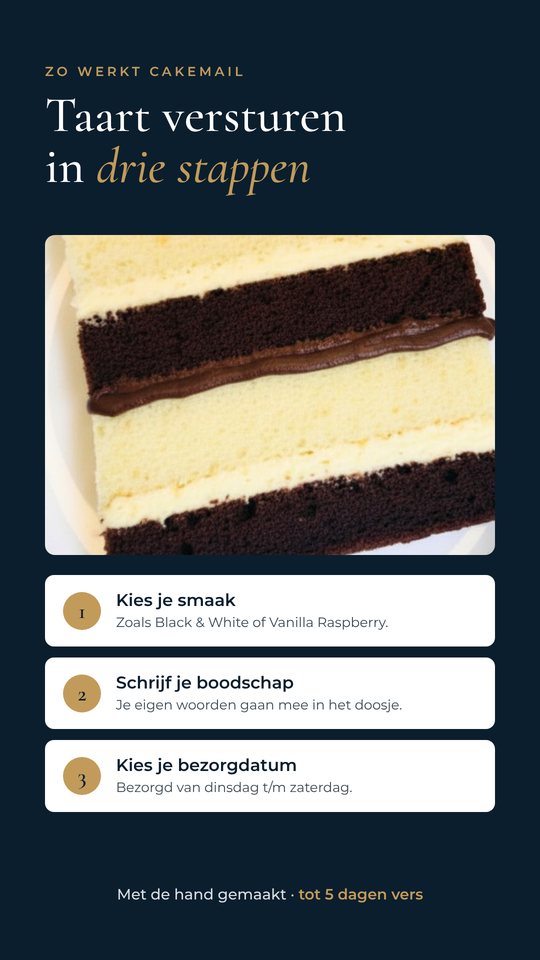 ZO WERKT CAKEMAIL
Taart versturen
in drie stappen
1
Kies je smaak
Zoals Black & White of Vanilla Raspberry.
2
Schrijf je boodschap
Je eigen woorden gaan mee in het doosje.
3
Kies je bezorgdatum
Bezorgd van dinsdag t/m zaterdag.
Met de hand gemaakt · tot 5 dagen vers